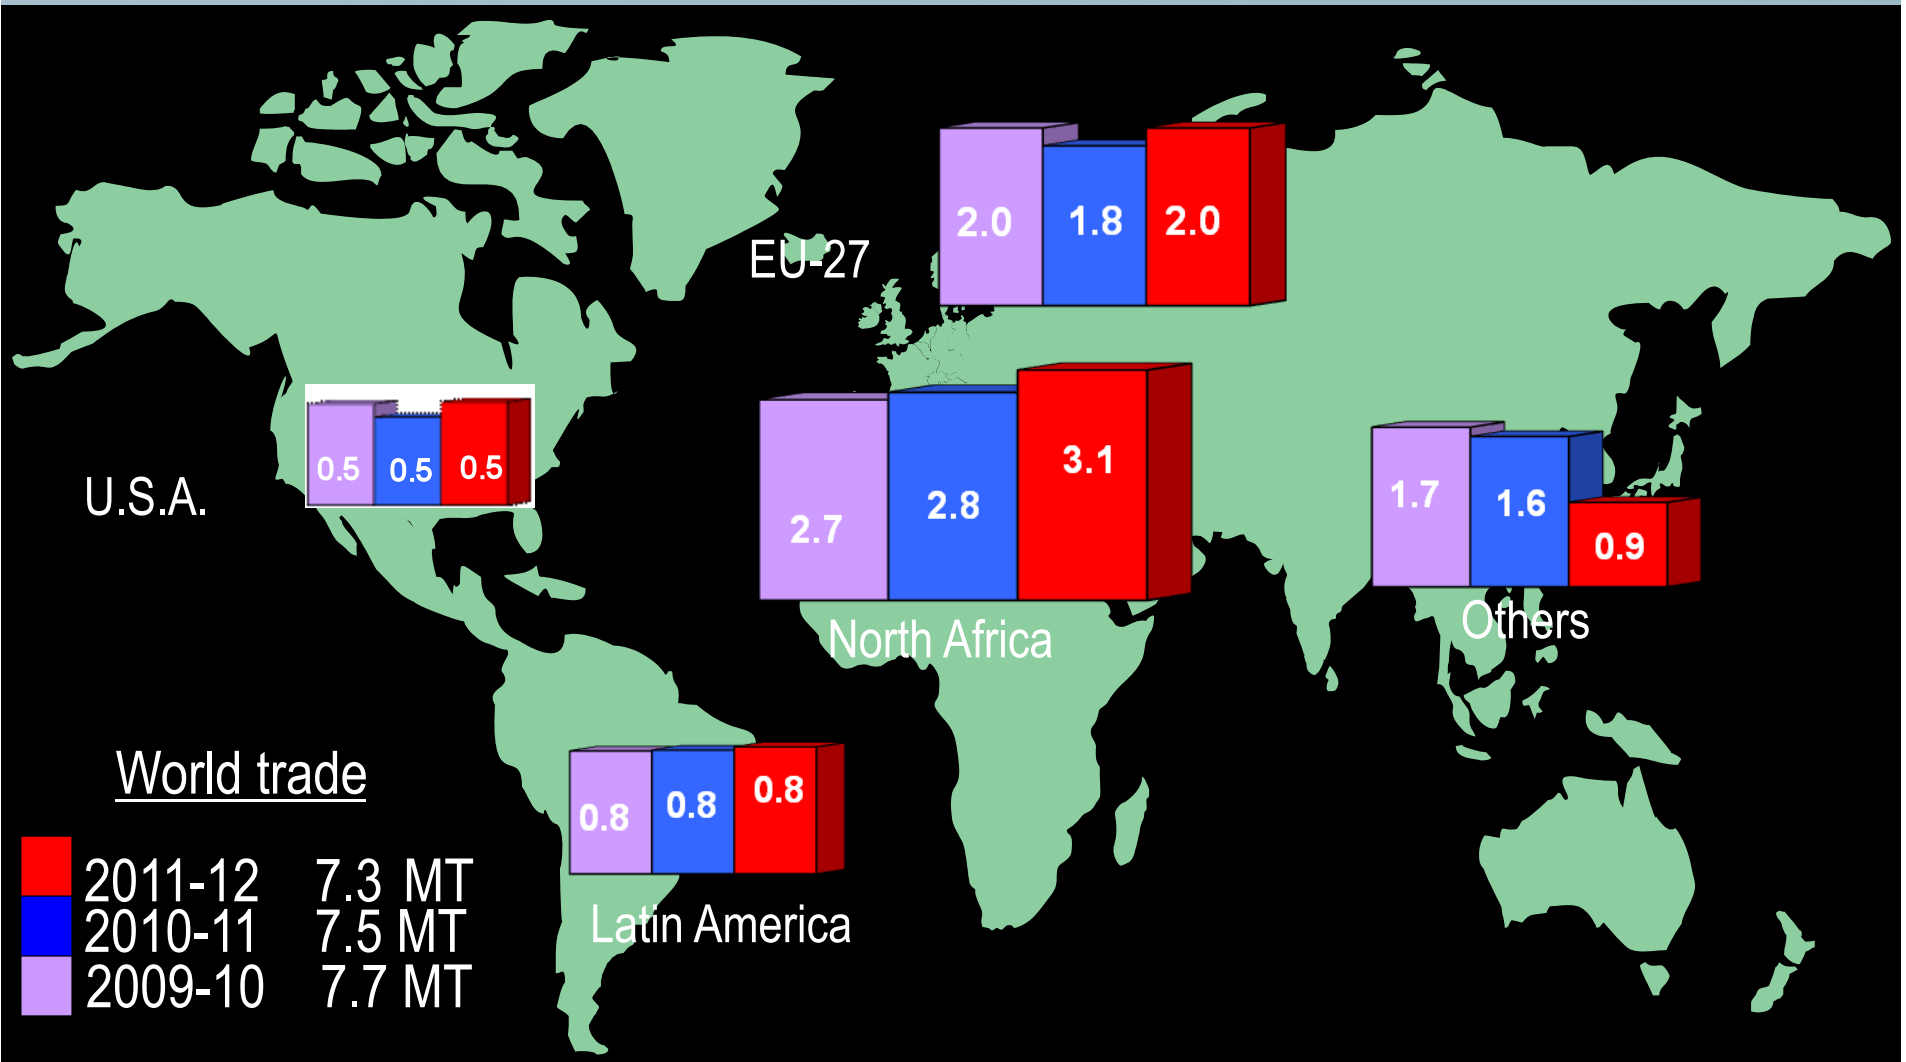 2.0 1.8 2.0
EU-27
0.5 0.5 0.5
U.S.A.
2.7 2.8 3.1
North Africa
1.7 1.6 0.9
Others
0.8 0.8 0.8
Latin America
World trade
2011-12 7.3 MT
2010-11 7.5 MT
2009-10 7.7 MT